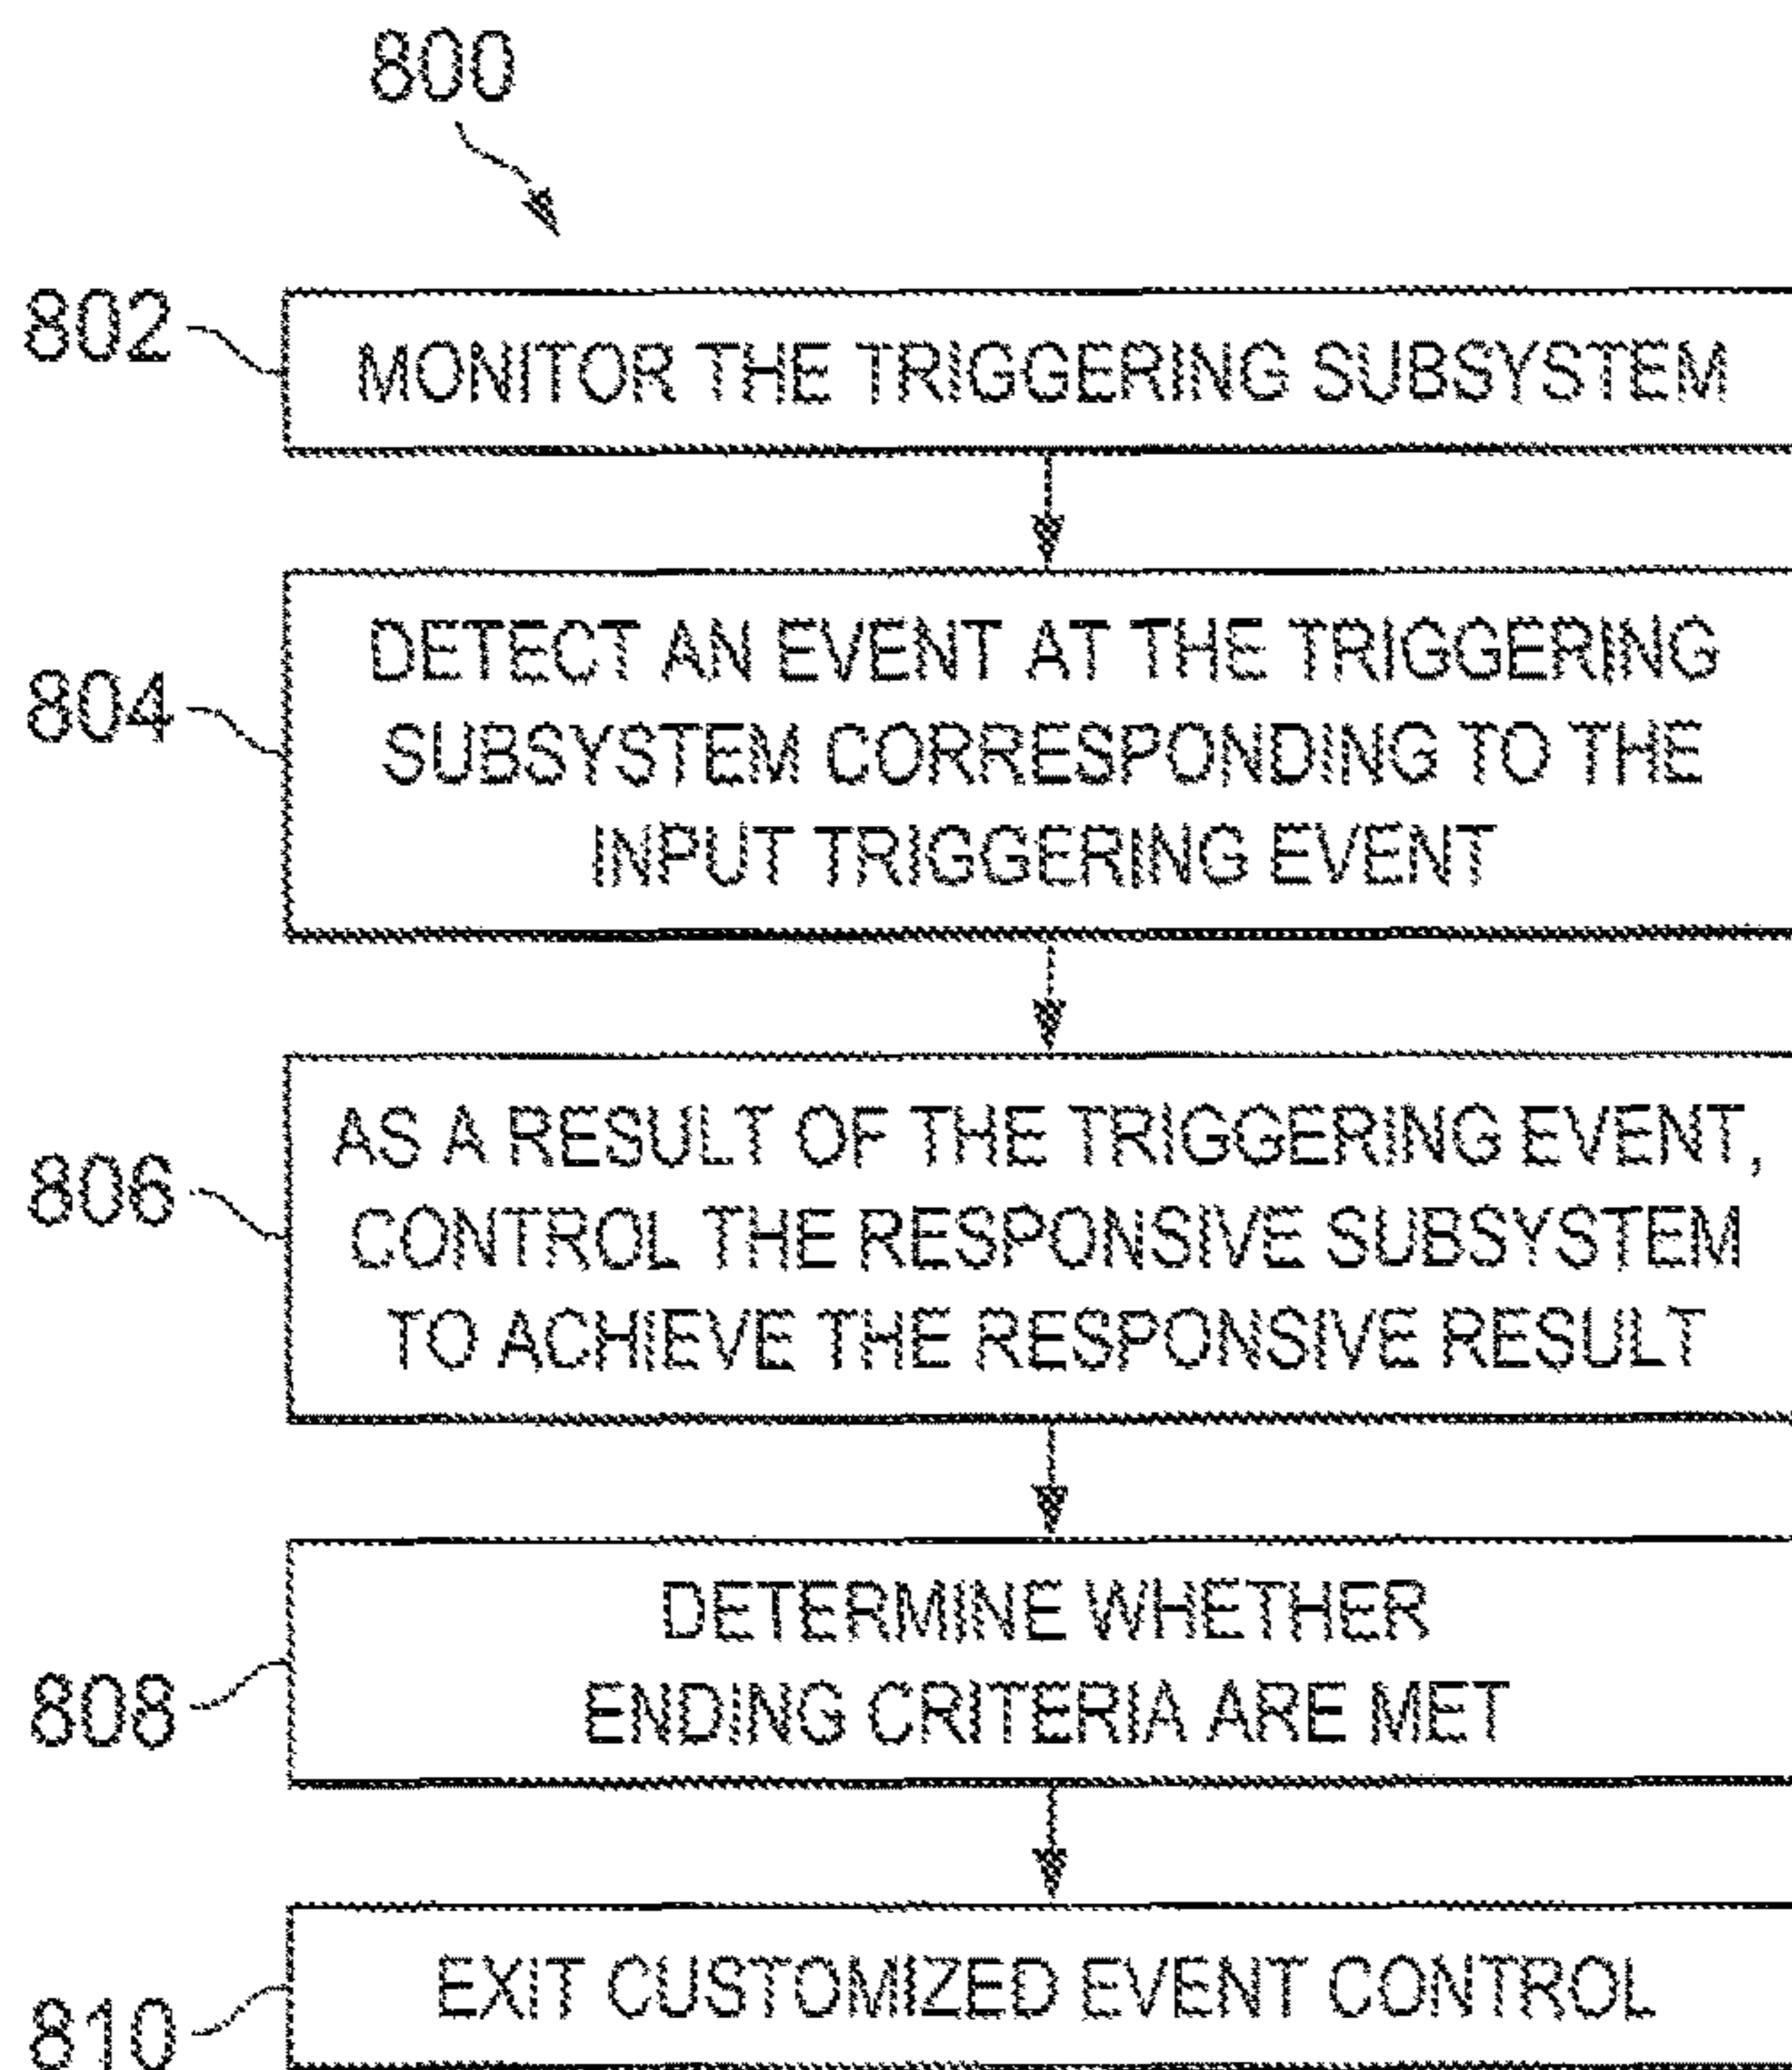 800
802
MONITOR THE TRIGGERING SUBSYSTEM
804
DETECT AN EVENT AT THE TRIGGERING
SUBSYSTEM CORRESPONDING TO THE
INPUT TRIGGERING EVENT
806
AS A RESULT OF THE TRIGGERING EVENT,
CONTROL THE RESPONSIVE SUBSYSTEM
TO ACHIEVE THE RESPONSIVE RESULT
808
DETERMINE WHETHER
ENDING CRITERIA ARE MET
810
EXIT CUSTOMIZED EVENT CONTROL